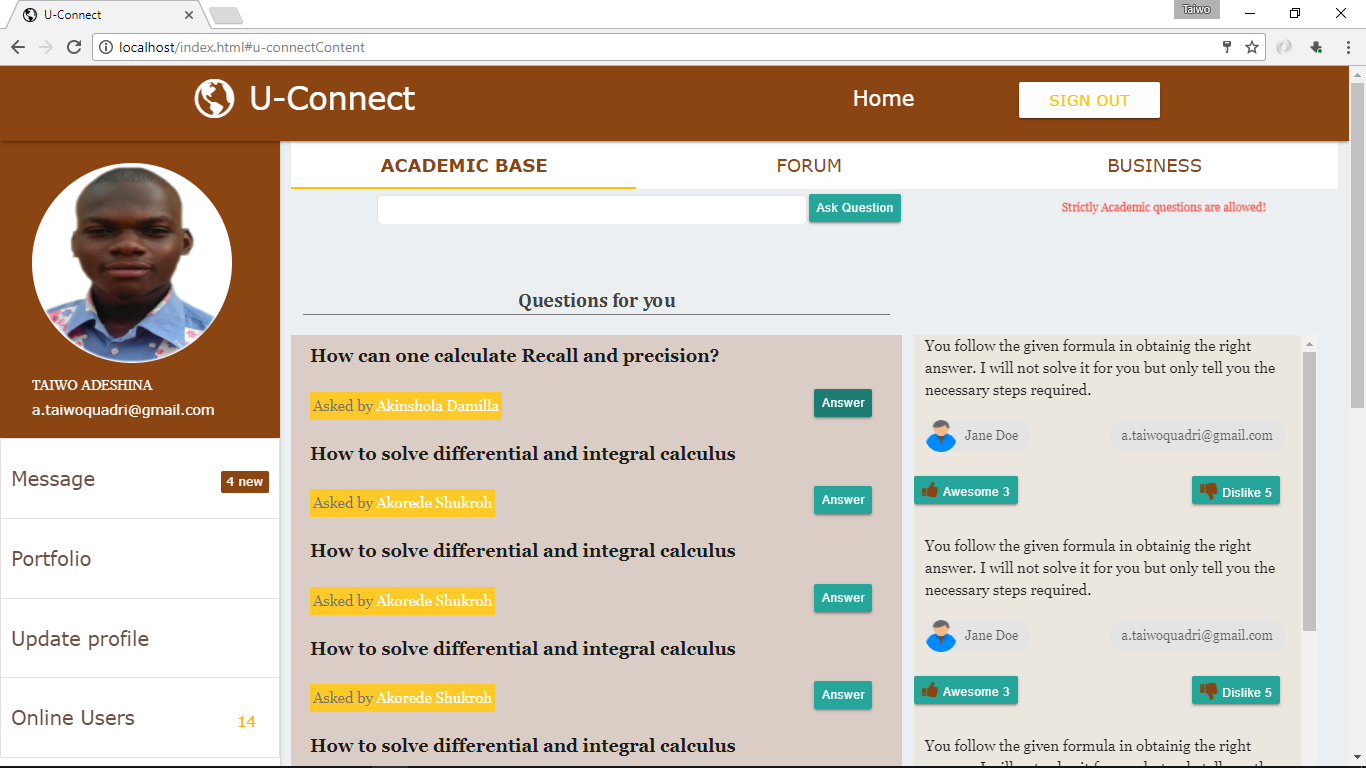 U-Connect
Taiwo
localhost/index.html#u-connectContent
U-Connect
Home
SIGN OUT
TAIWO ADESHINA
a.taiwoquadri@gmail.com
Message
4 new
Portfolio
Update profile
Online Users
14
ACADEMIC BASE
FORUM
BUSINESS
Ask Question
Strictly Academic questions are allowed!
Questions for you
How can one calculate Recall and precision?
Asked by Akinshola Damilla
Answer
How to solve differential and integral calculus
Asked by Akorede Shukroh
Answer
How to solve differential and integral calculus
Asked by Akorede Shukroh
Answer
How to solve differential and integral calculus
Asked by Akorede Shukroh
Answer
How to solve differential and integral calculus
You follow the given formula in obtainig the right
answer. I will not solve it for you but only tell you the
necessary steps required.
Jane Doe
a.taiwoquadri@gmail.com
Awesome 3
Dislike 5
You follow the given formula in obtainig the right
answer. I will not solve it for you but only tell you the
necessary steps required.
Jane Doe
a.taiwoquadri@gmail.com
Awesome 3
Dislike 5
You follow the given formula in obtainig the right